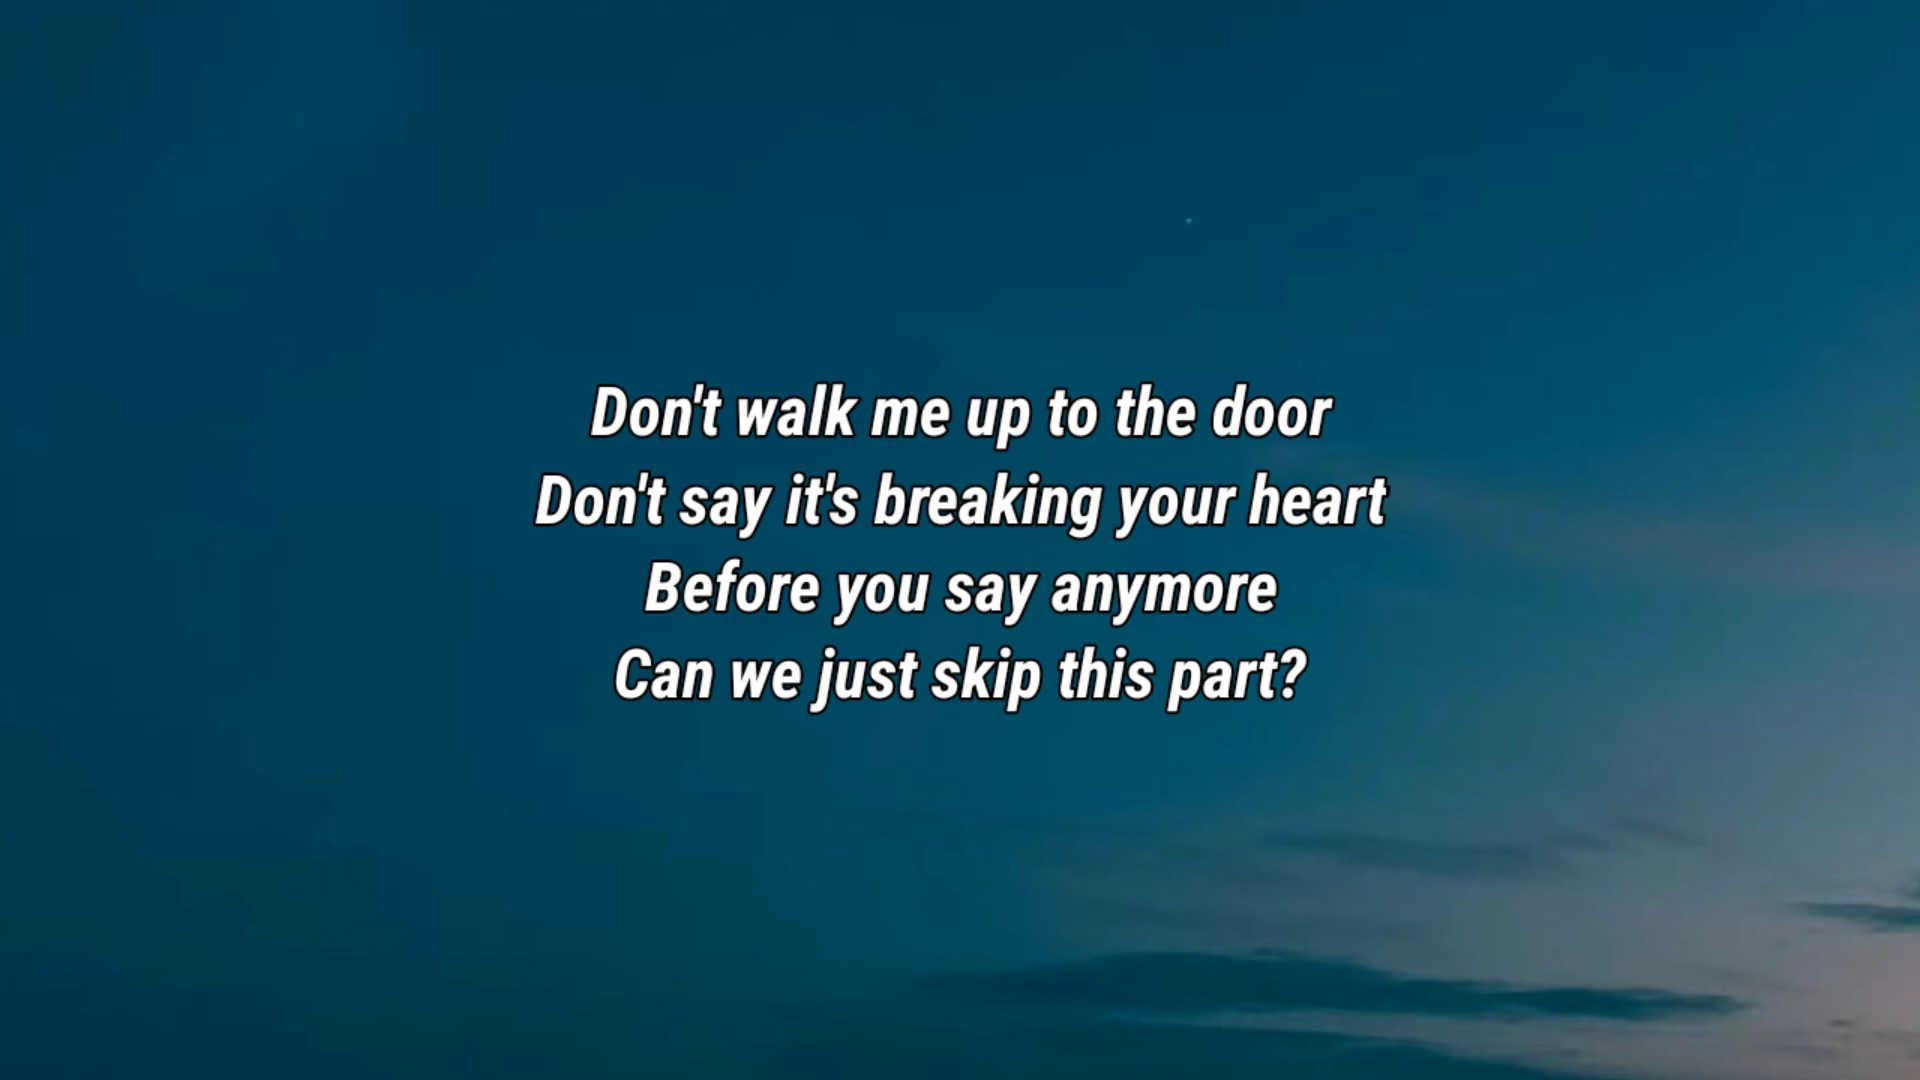 Don't walk me up to the door
Don't say it's breaking your heart
Before you say anymore
Can we just skip this part?